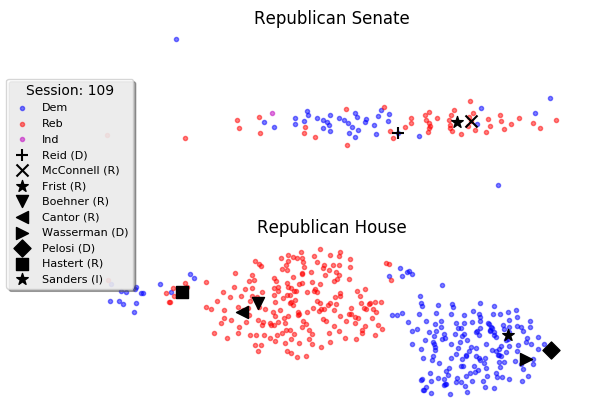 Republican Senate
Session: 109
Dem
Reb
Ind
Reid (D)
McConnell (R)
Frist (R)
Boehner (R)
Cantor (R)
Wasserman (D)
Pelosi (D)
Hastert (R)
Sanders (I)
Republican House